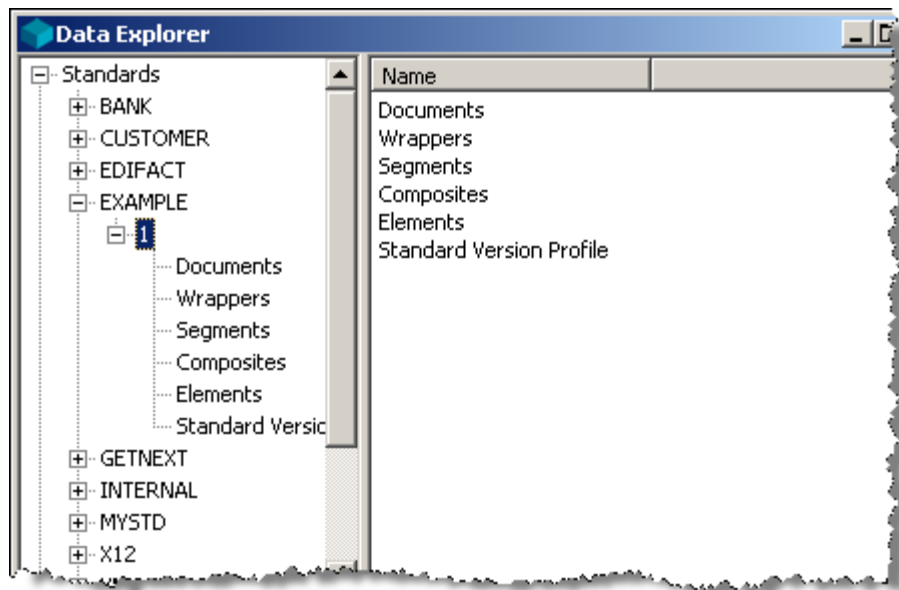 Data Explorer
Standards
BANK
CUSTOMER
EDIFACT
EXAMPLE
1
Documents
Wrappers
Segments
Composites
Elements
Standard Versic
GETNEXT
INTERNAL
MYSTD
X12
Name
Documents
Wrappers
Segments
Composites
Elements
Standard Version Profile